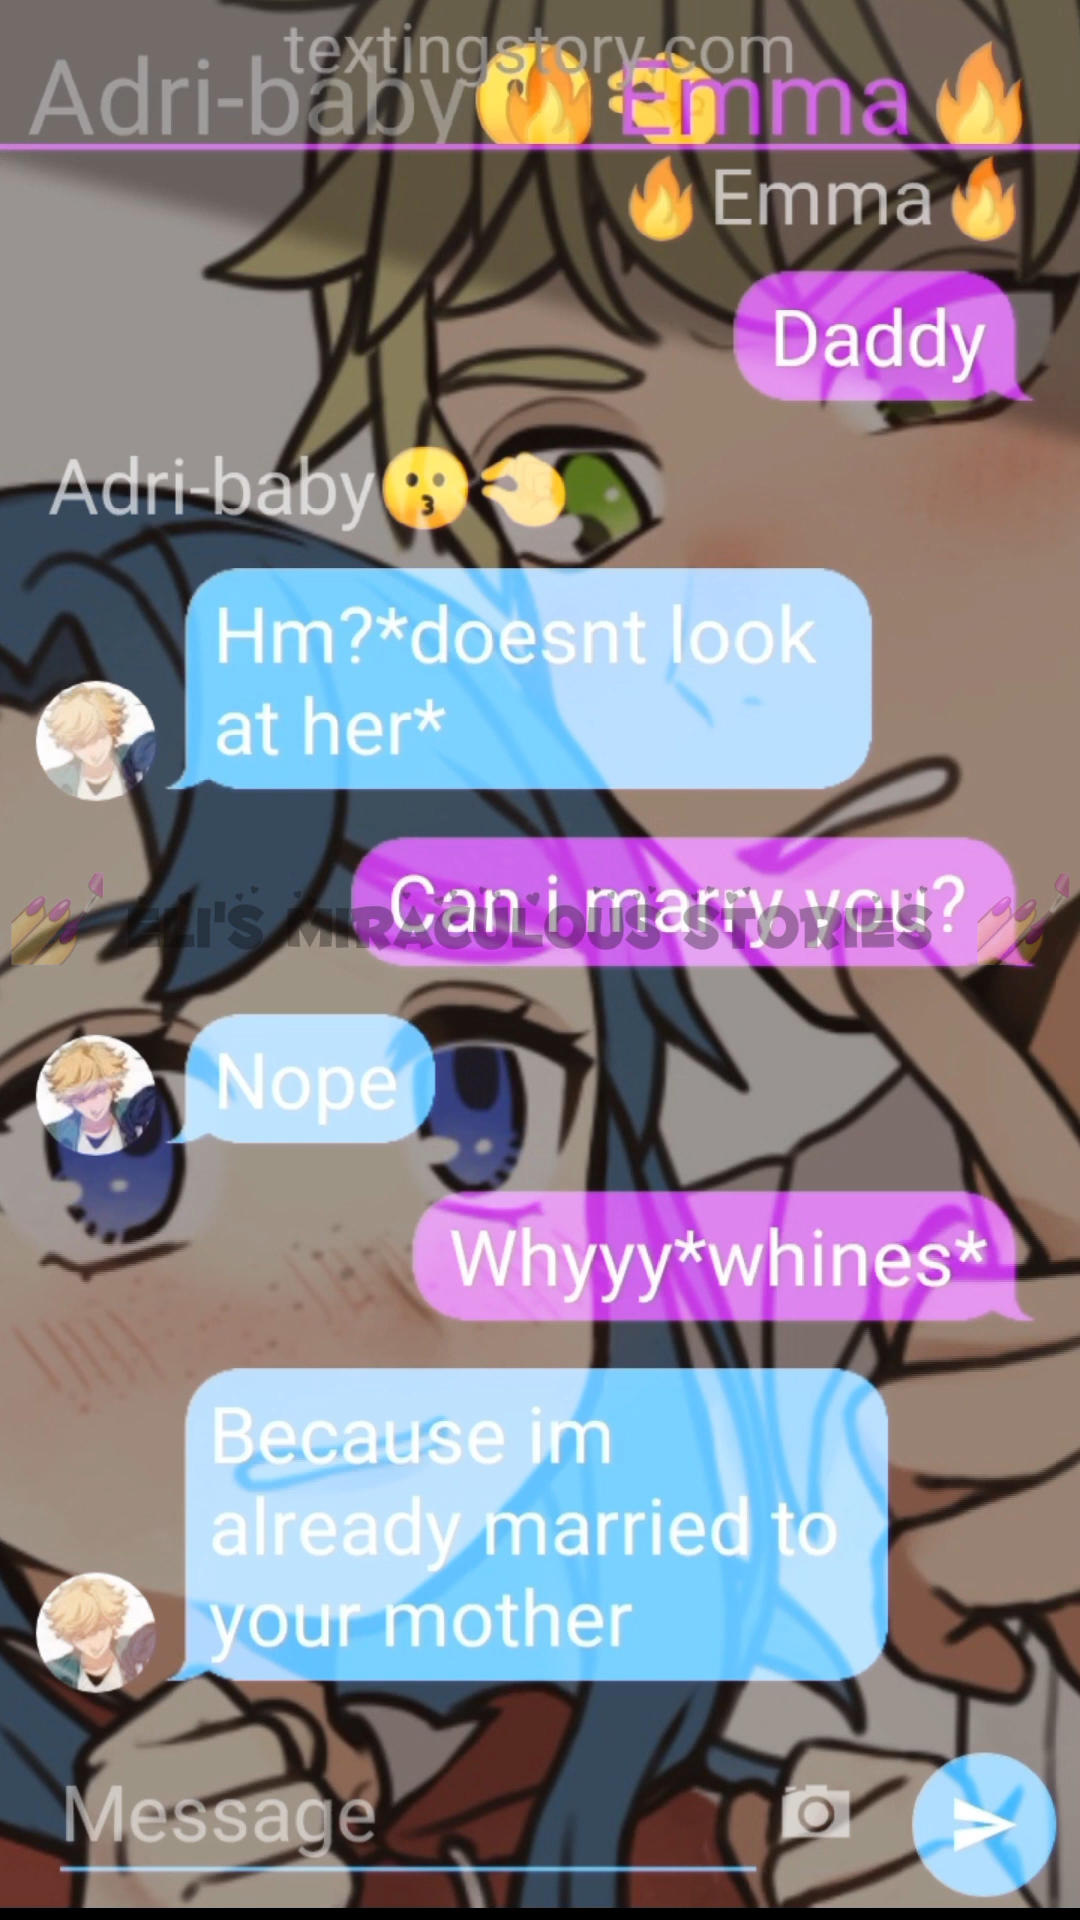 textingstory.com
Adri-baby😗🔥🤏Emma🔥
🔥Emma🔥
Daddy
Adri-baby😗🤏
Hm?*doesnt look
at her*
Can i marry you?
ELI'S MIRACULOUS STORIES
Nope
Whyyy*whines*
Because im
already married to
your mother
Message